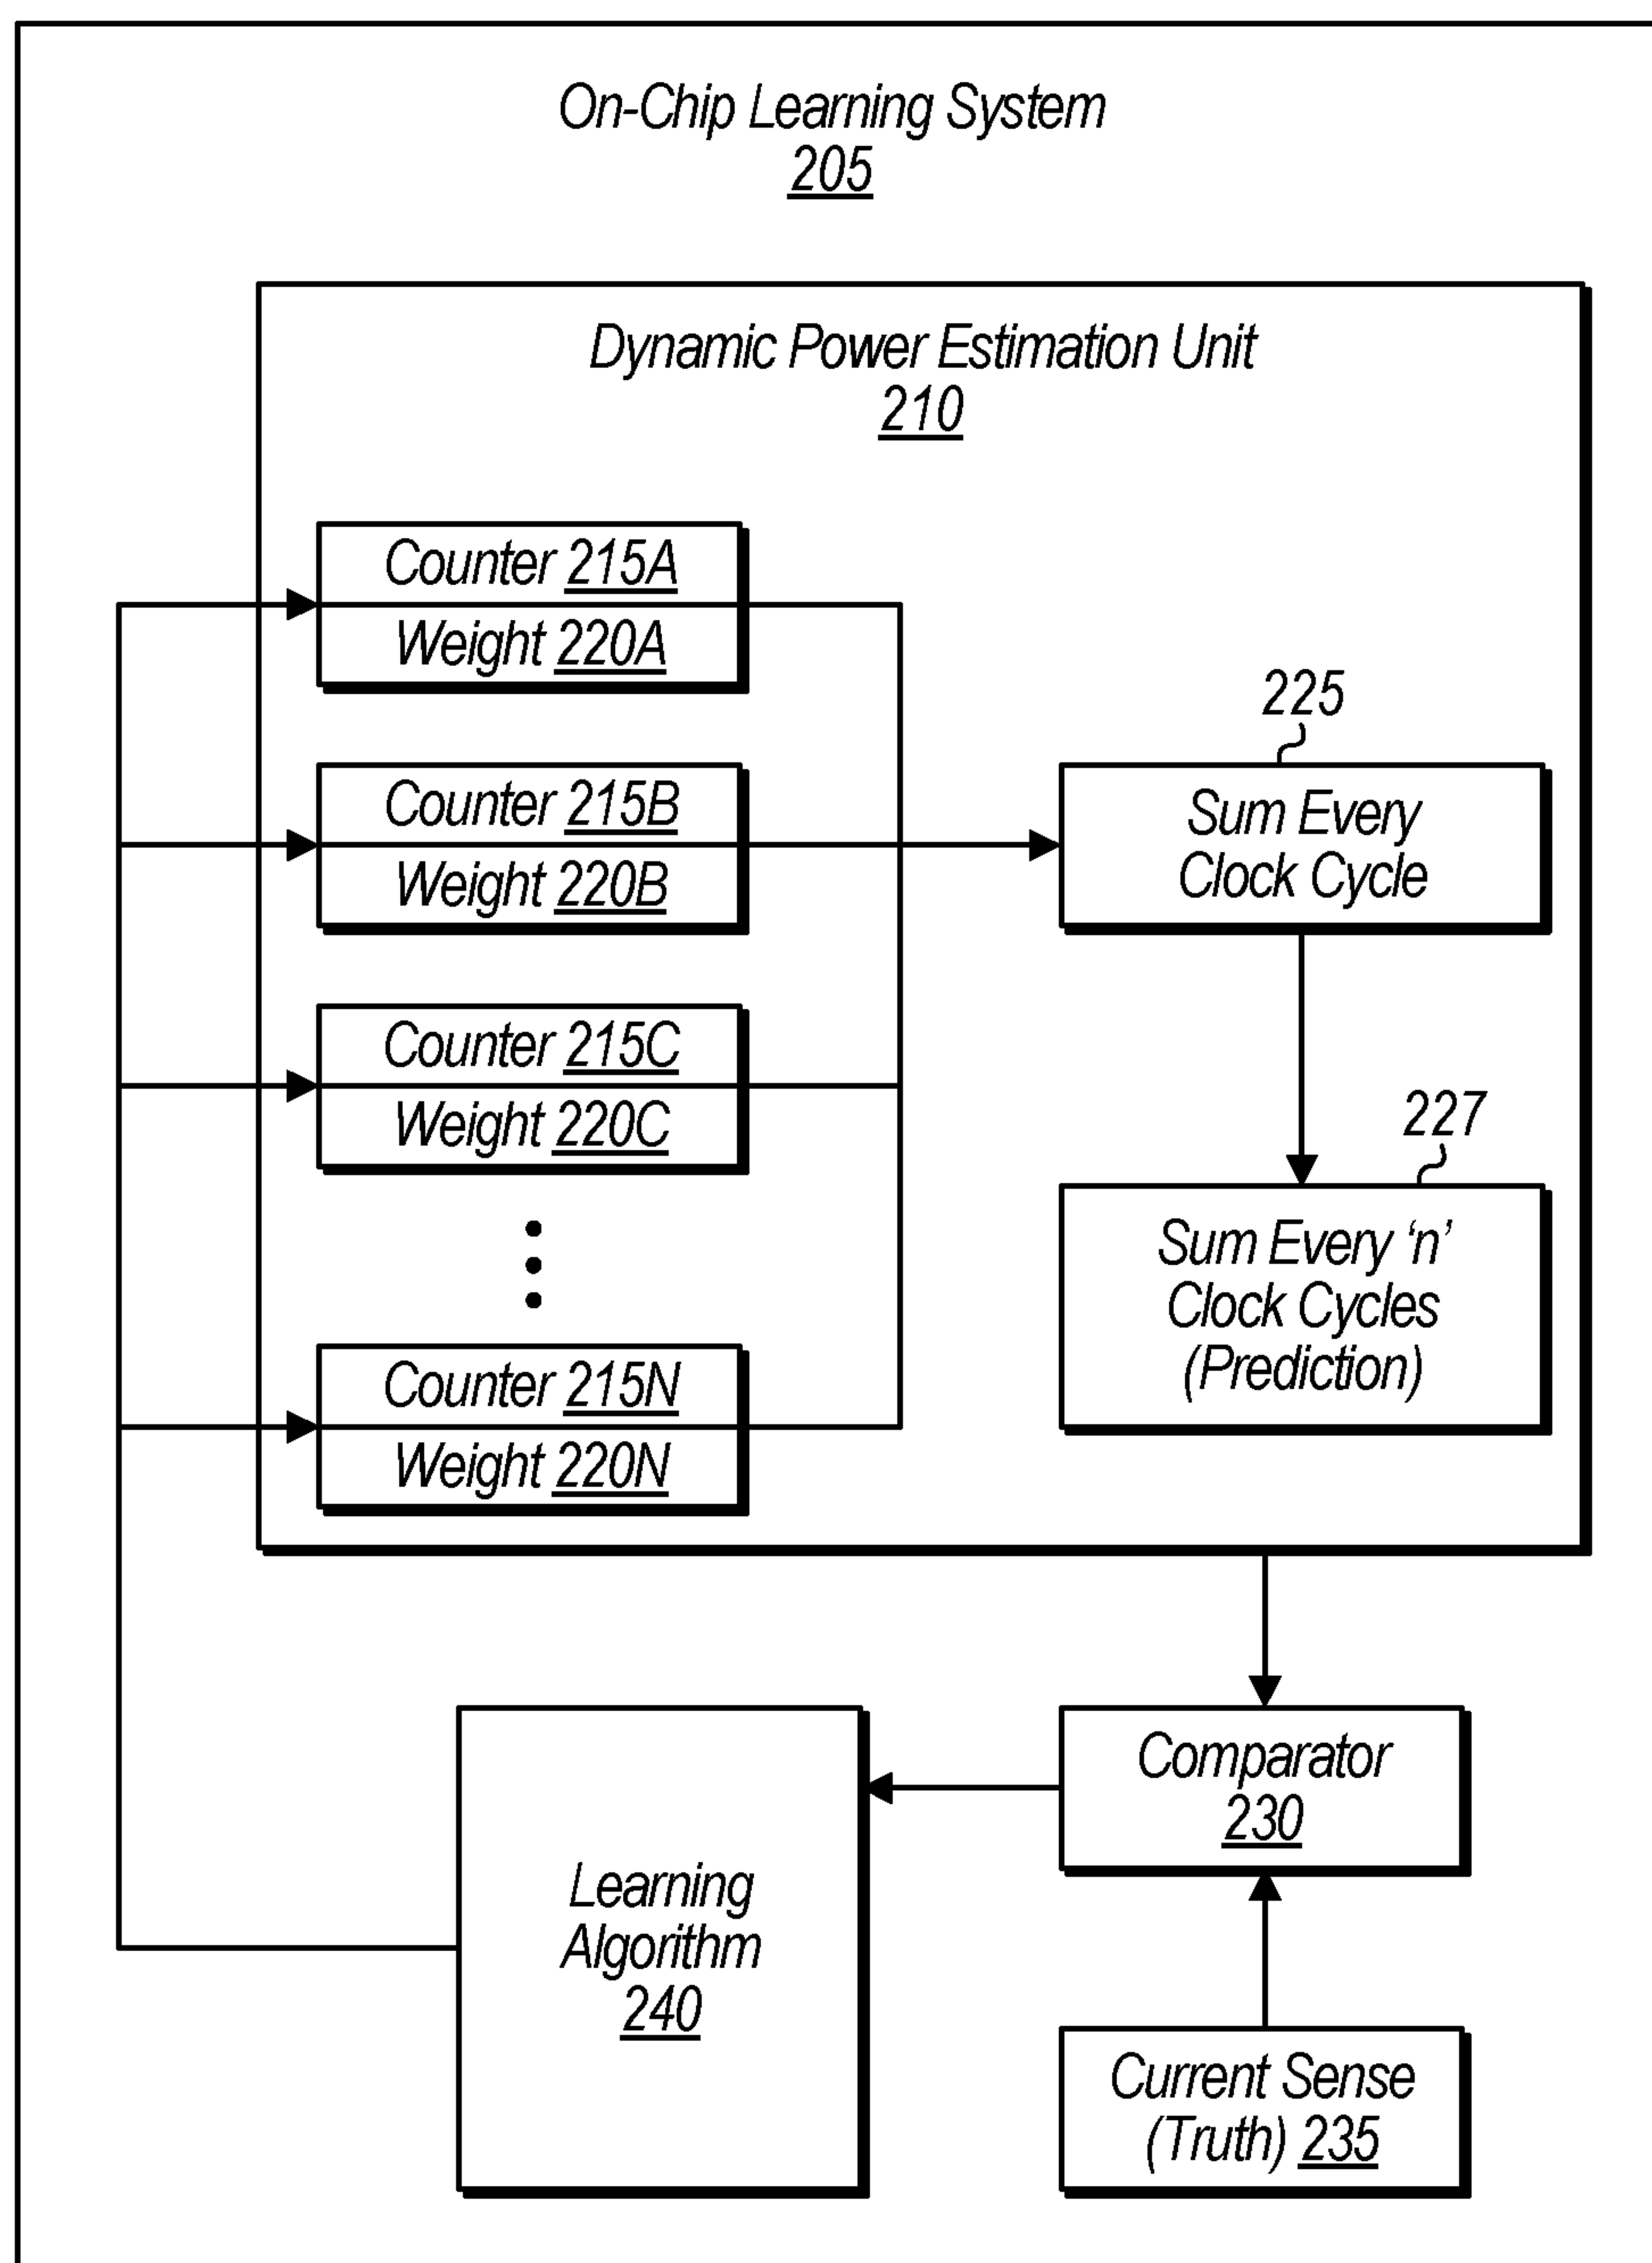 On-Chip Learning System
205
Dynamic Power Estimation Unit
210
Counter 215A
Weight 220A
Counter 215B
Weight 220B
Counter 215C
Weight 220C
Counter 215N
Weight 220N
225
Sum Every
Clock Cycle
227
Sum Every ‘n’
Clock Cycles
(Prediction)
Comparator
230
Learning
Algorithm
240
Current Sense
(Truth) 235